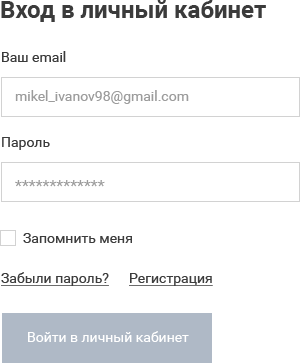 Вход в личный кабинет
Ваш email
mikel_ivanov98@gmail.com
Пароль
*************
Запомнить меня
Забыли пароль? Регистрация
Войти в личный кабинет